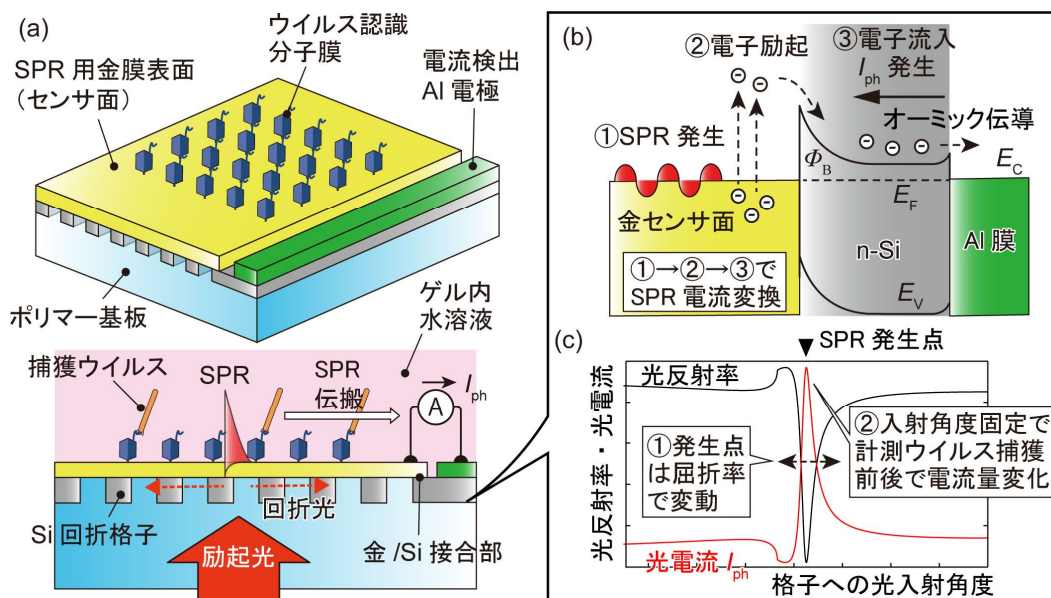 (a)
ウイルス認識
分子膜
SPR 用金膜表面
（センサ面）
電流検出
Al 電極
ポリマー基板
ゲル内
水溶液
捕獲ウイルス
SPR
SPR
伝搬
Iph
A
回折光
Si 回折格子
励起光
金 /Si 接合部
(b)
②電子励起
③電子流入
Iph 発生
オーミック伝導
①SPR 発生
ΦB
EC
EF
金センサ面
n-Si
Al 膜
①→②→③で
SPR 電流変換
EV
(c)
SPR 発生点
光反射率・光電流
光反射率
①発生点
は屈折率
で変動
②入射角度固定で
計測ウイルス捕獲
前後で電流量変化
光電流 Iph
格子への光入射角度